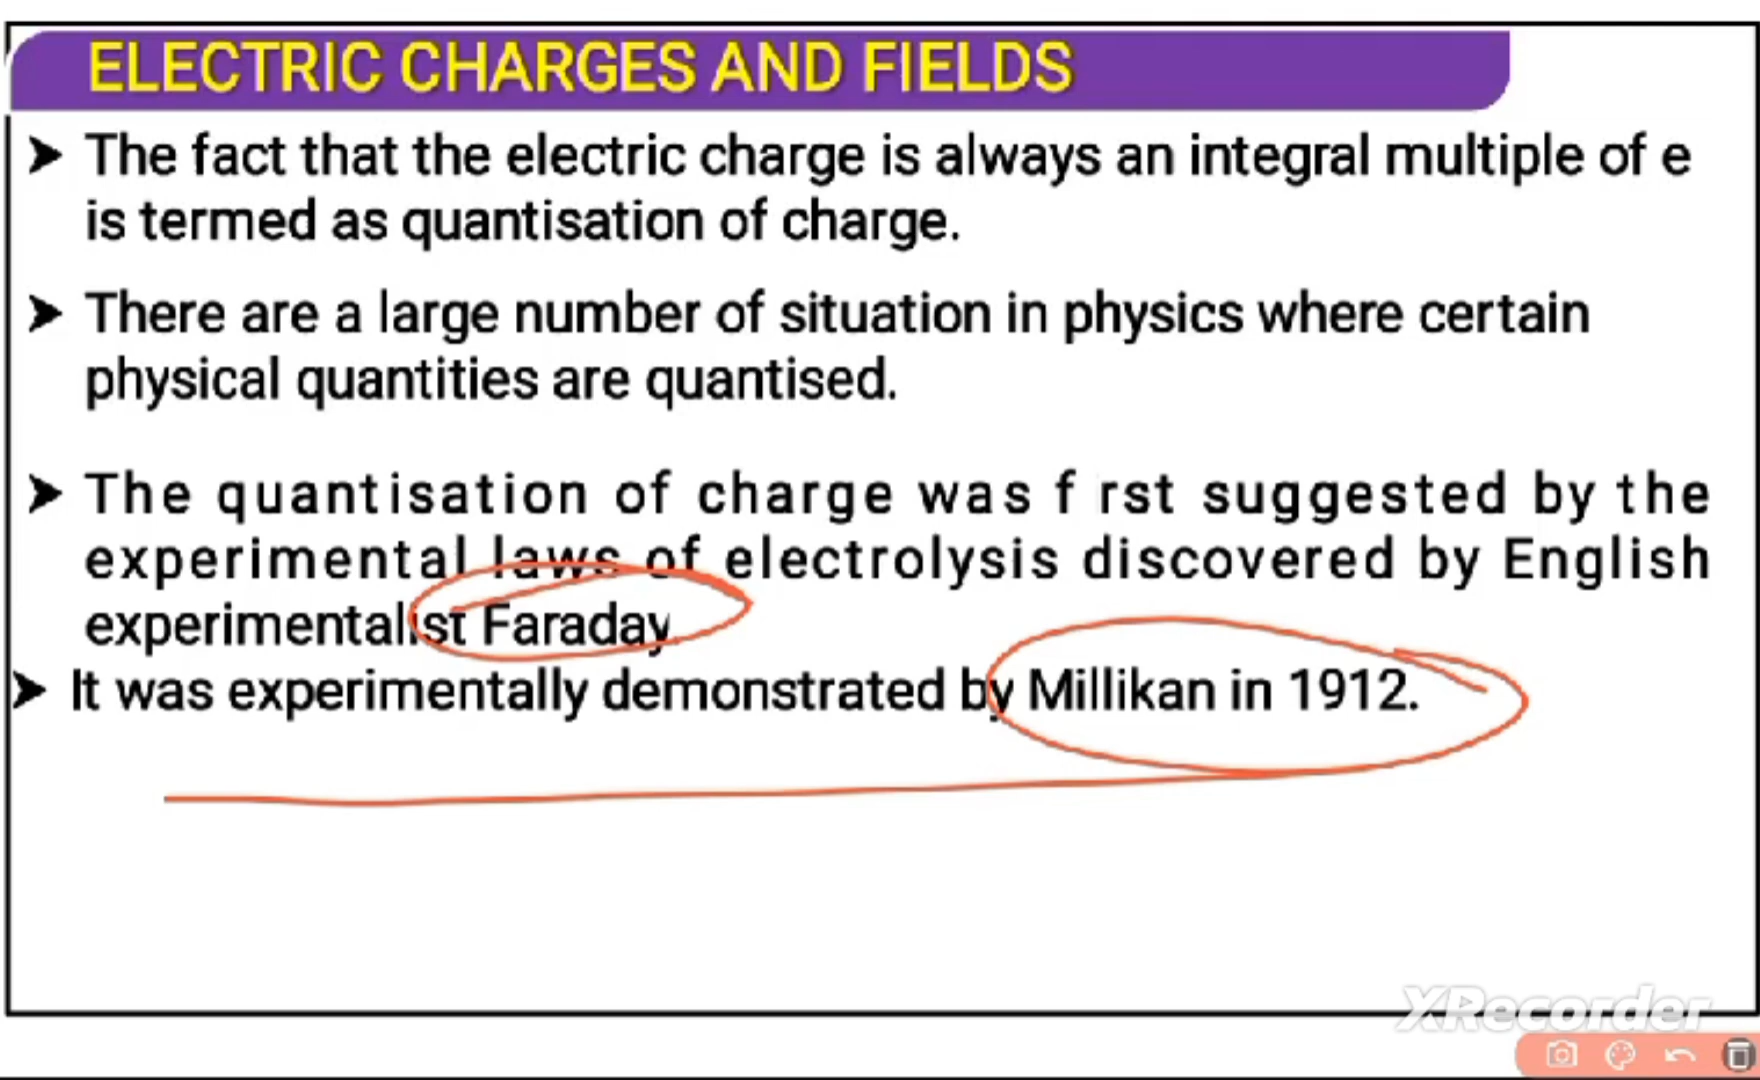 ELECTRIC CHARGES AND FIELDS
➤ The fact that the electric charge is always an integral multiple of e
is termed as quantisation of charge.
➤ There are a large number of situation in physics where certain
physical quantities are quantised.
➤ The quantisation of charge was f rst suggested by the
experimental laws of electrolysis discovered by English
experimentalist Faraday.
➤ It was experimentally demonstrated by Millikan in 1912.
XRecorder